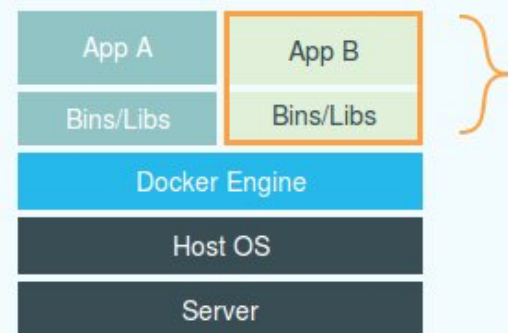 App A
App B
Bins/Libs
Bins/Libs
Docker Engine
Host OS
Server